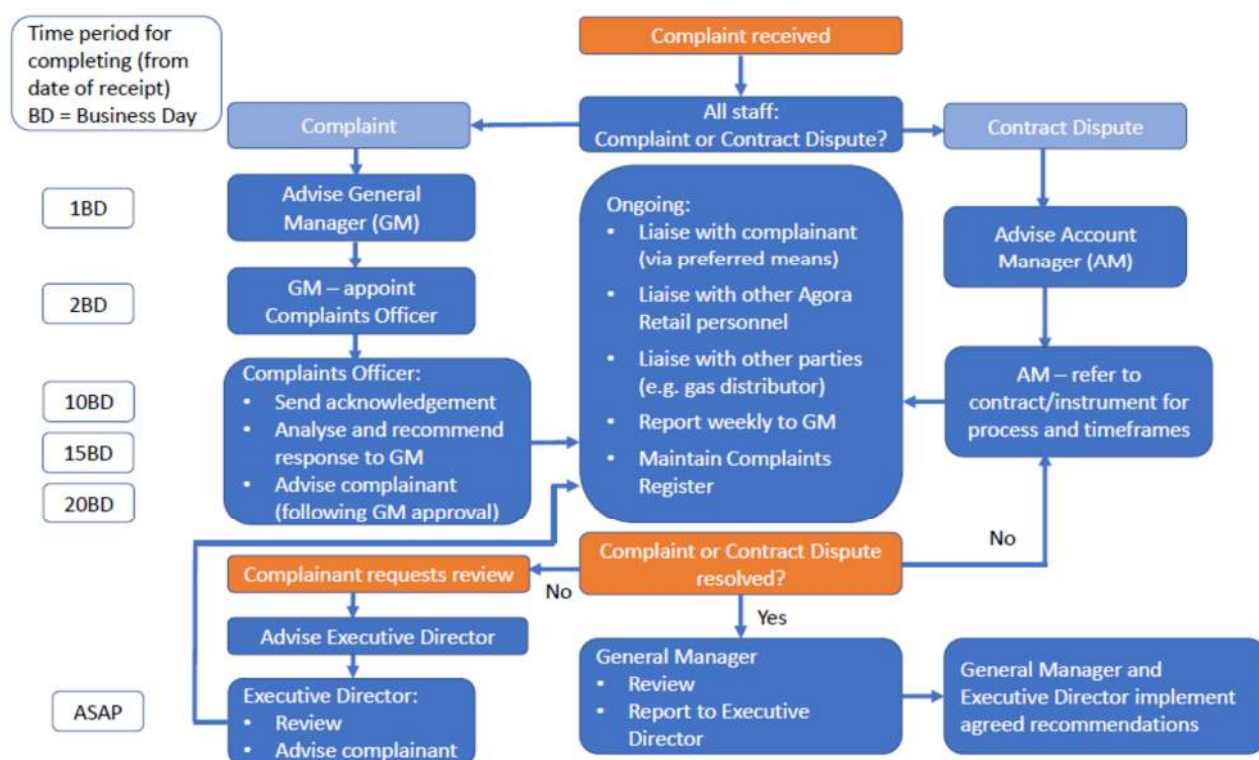 Time period for
completing (from
date of receipt)
BD = Business Day
Complaint received
All staff:
Complaint or Contract Dispute?
Complaint
Contract Dispute
1BD
Advise General
Manager (GM)
2BD
GM – appoint
Complaints Officer
10BD
15BD
20BD
Complaints Officer:
• Send acknowledgement
• Analyse and recommend
response to GM
• Advise complainant
(following GM approval)
Ongoing:
• Liaise with complainant
(via preferred means)
• Liaise with other Agora
Retail personnel
• Liaise with other parties
(e.g. gas distributor)
• Report weekly to GM
• Maintain Complaints
Register
Advise Account
Manager (AM)
AM – refer to
contract/instrument for
process and timeframes
Complaint or Contract Dispute
resolved?
No
No
Yes
Complainant requests review
Advise Executive Director
ASAP
Executive Director:
• Review
• Advise complainant
General Manager
• Review
• Report to Executive
Director
General Manager and
Executive Director implement
agreed recommendations